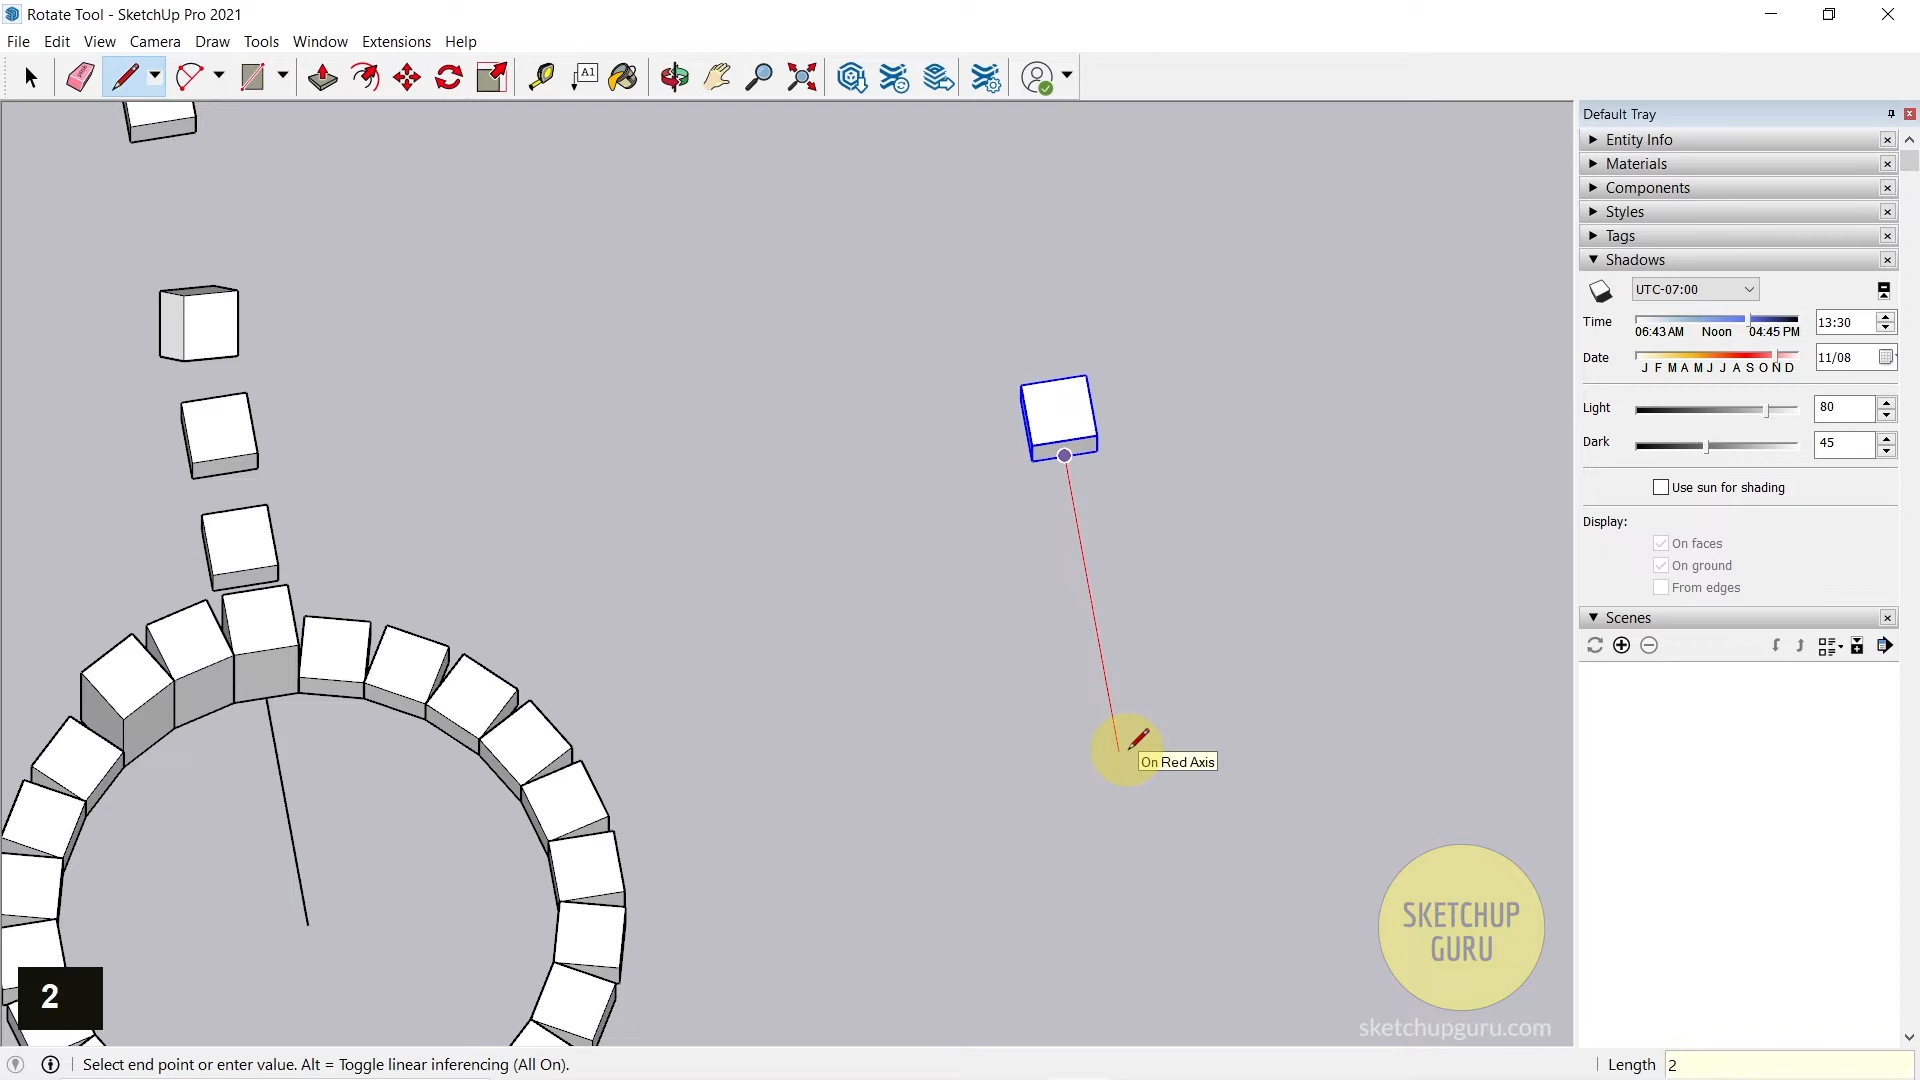 Rotate Tool - SketchUp Pro 2021
File Edit View Camera Draw Tools Window Extensions Help
A1
Default Tray
Entity Info
Materials
Components
Styles
Tags
Shadows
UTC-07:00
Time 06:43 AM Noon 04:45 PM 13:30
Date J F M A M J J A S O N D 11/08
Light 80
Dark 45
Use sun for shading
Display:
On faces
On ground
From edges
Scenes
On Red Axis
SKETCHUP
GURU
sketchupguru.com
2
Select end point or enter value. Alt = Toggle linear inferencing (All On).
Length 2